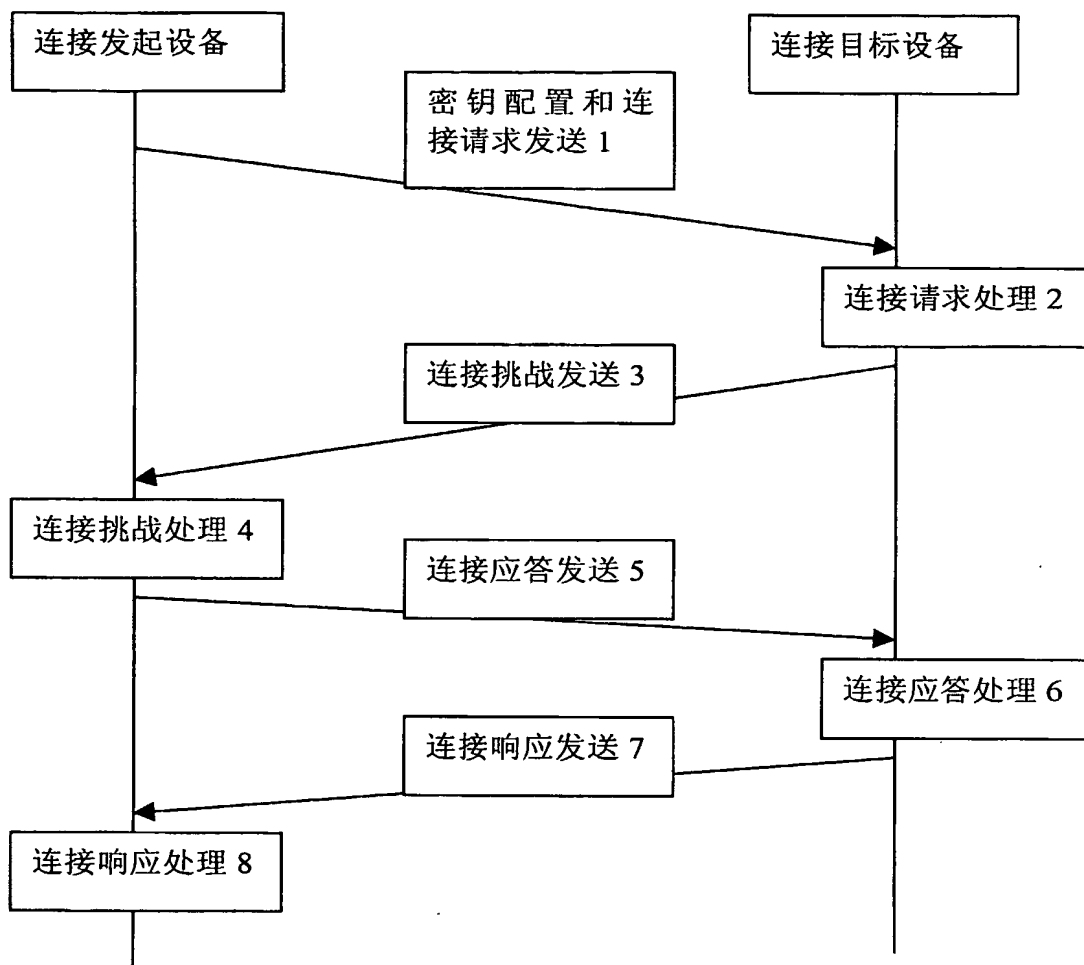 连接发起设备
连接目标设备
密钥配置和连
接请求发送 1
连接请求处理 2
连接挑战发送 3
连接挑战处理 4
连接应答发送 5
连接应答处理 6
连接响应发送 7
连接响应处理 8